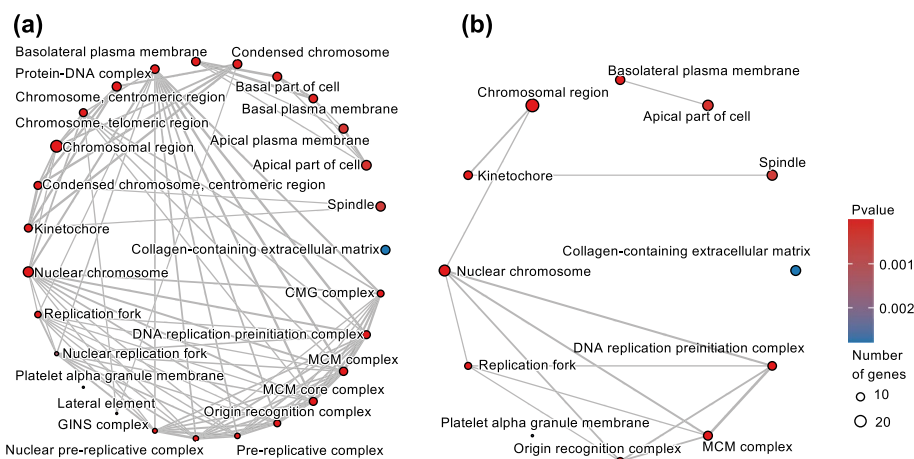 (a)
Basolateral plasma membrane
Condensed chromosome
Protein-DNA complex
Basal part of cell
Chromosome, centromeric region
Basal plasma membrane
Chromosome, telomeric region
Apical plasma membrane
Chromosomal region
Apical part of cell
Condensed chromosome, centromeric region
Spindle
Kinetochore
Collagen-containing extracellular matrix
Nuclear chromosome
CMG complex
Replication fork
DNA replication preinitiation complex
Nuclear replication fork
MCM complex
Platelet alpha granule membrane
MCM core complex
Lateral element
Origin recognition complex
GINS complex
Nuclear pre-replicative complex
Pre-replicative complex
(b)
Basolateral plasma membrane
Chromosomal region
Apical part of cell
Spindle
Kinetochore
Collagen-containing extracellular matrix
Nuclear chromosome
DNA replication preinitiation complex
Replication fork
Platelet alpha granule membrane
Origin recognition complex
MCM complex
Pvalue
0.001
0.002
Number
of genes
10
20